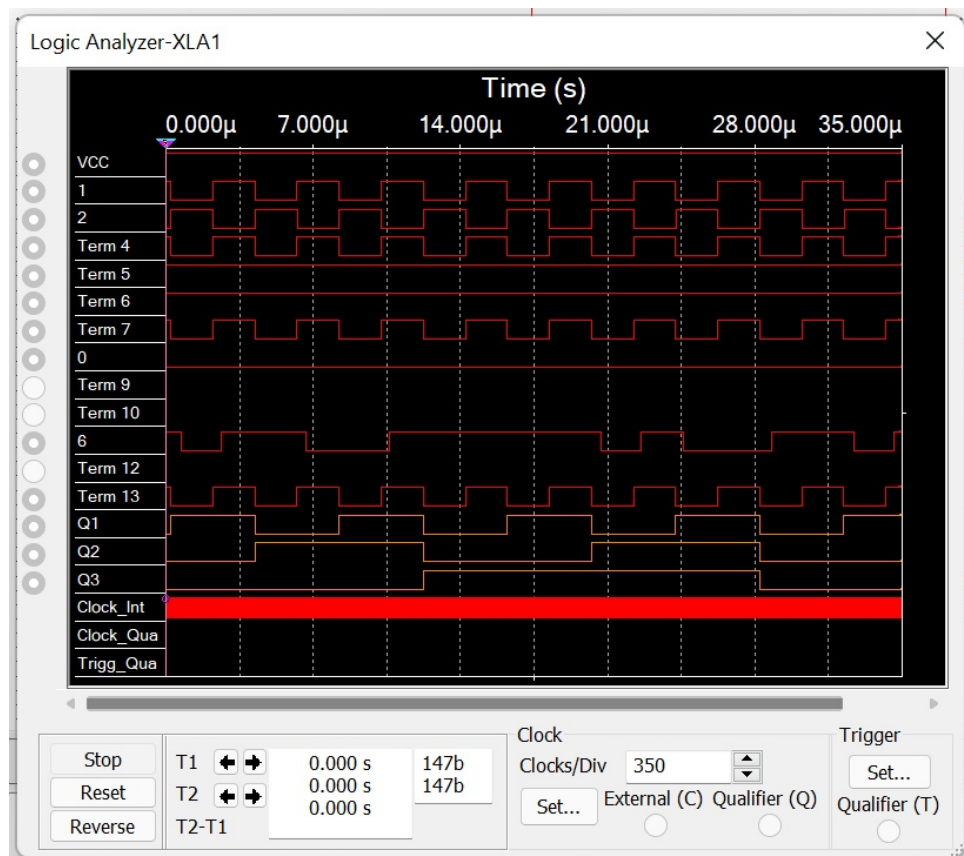 Logic Analyzer-XLA1
Time (s)
0.000µ 7.000µ 14.000µ 21.000µ 28.000µ 35.000µ
VCC
1
2
Term 4
Term 5
Term 6
Term 7
0
Term 9
Term 10
6
Term 12
Term 13
Q1
Q2
Q3
Clock_Int
Clock_Qua
Trigg_Qua
Stop
Reset
Reverse
T1 0.000 s 147b
T2 0.000 s 147b
T2-T1 0.000 s
Clock
Clocks/Div 350
Set... External (C) Qualifier (Q)
Trigger
Set...
Qualifier (T)